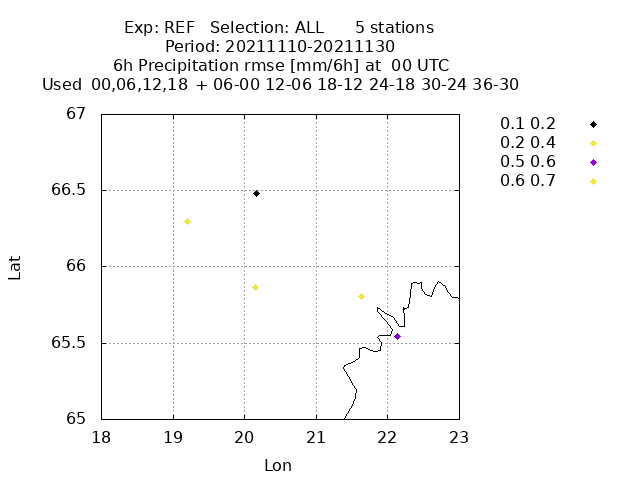 Exp: REF   Selection: ALL      5 stations
Period: 20211110-20211130
6h Precipitation rmse [mm/6h] at  00 UTC
Used  00,06,12,18  + 06-00 12-06 18-12 24-18 30-24 36-30
0.1 0.2
0.2 0.4
0.5 0.6
0.6 0.7
67
66.5
66
65.5
65
Lat
18 19 20 21 22 23
Lon